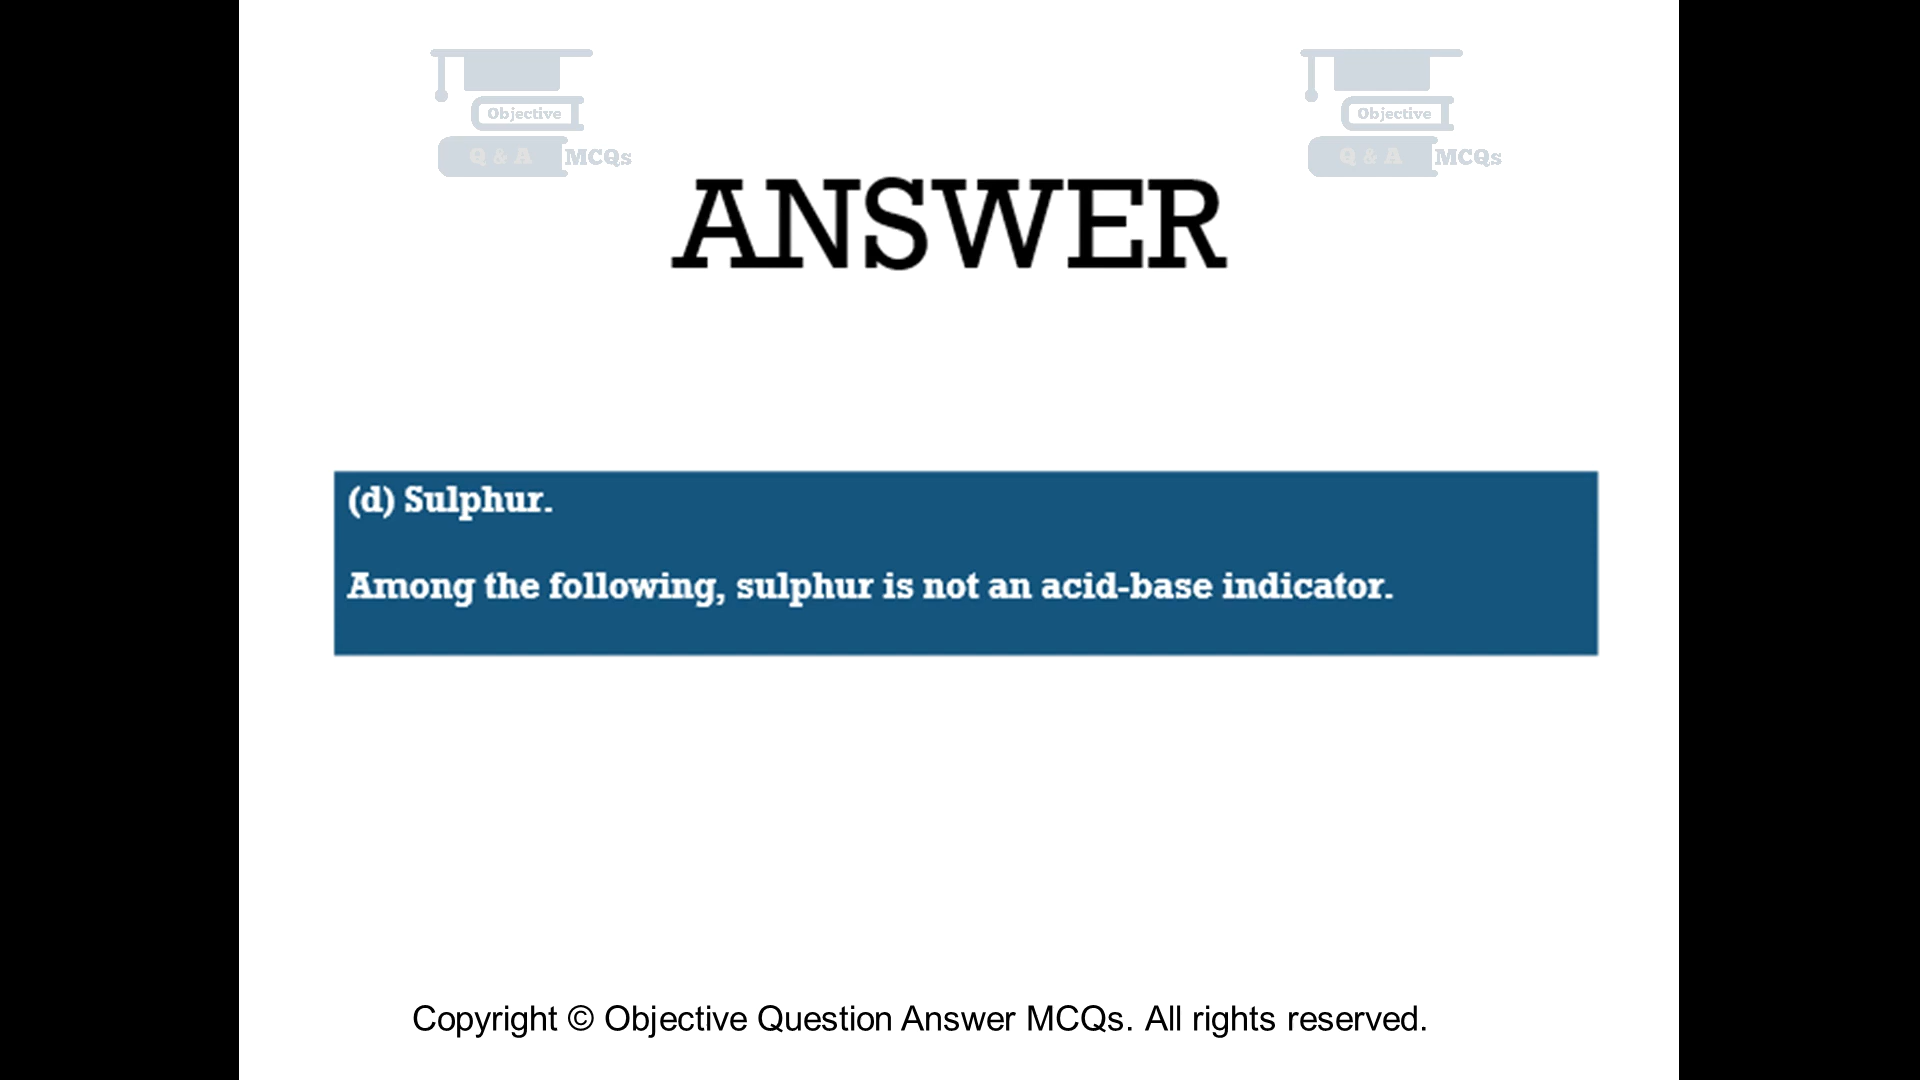 Objective
Q & A MCQs
Objective
Q & A MCQs
ANSWER
(d) Sulphur.
Among the following, sulphur is not an acid-base indicator.
Copyright © Objective Question Answer MCQs. All rights reserved.